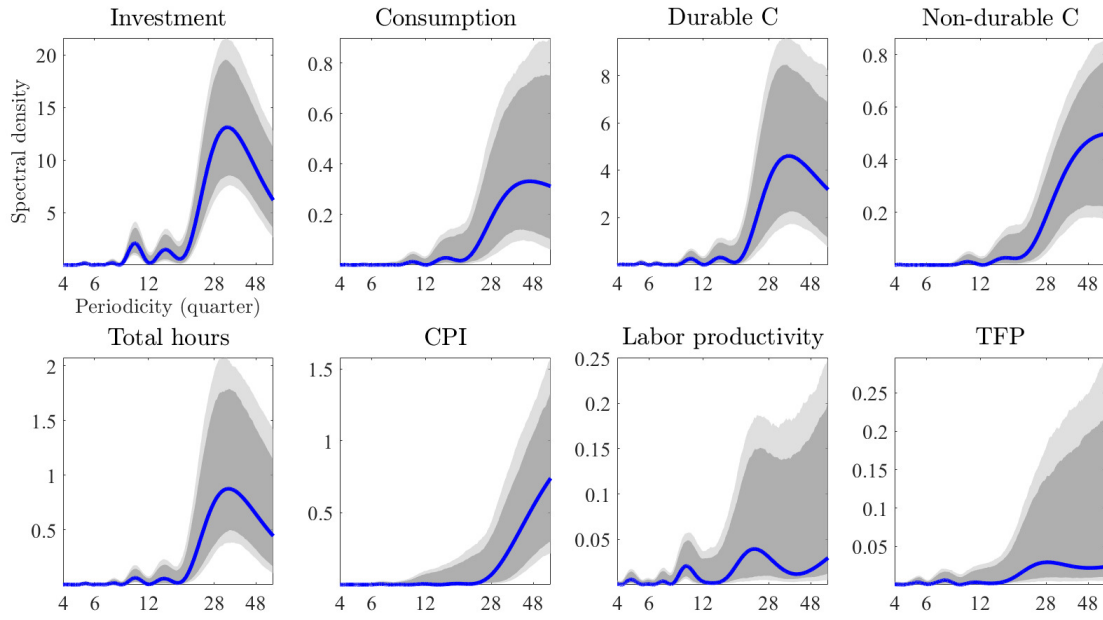 Investment
Consumption
Durable C
Non-durable C
Spectral density
20
15
10
5
4 6 12 28 48
0.8
0.6
0.4
0.2
4 6 12 28 48
8
6
4
2
4 6 12 28 48
0.8
0.6
0.4
0.2
4 6 12 28 48
Periodicity (quarter)
Total hours
CPI
Labor productivity
TFP
2
1.5
1
0.5
4 6 12 28 48
1.5
1
0.5
4 6 12 28 48
0.25
0.2
0.15
0.1
0.05
4 6 12 28 48
0.25
0.2
0.15
0.1
0.05
4 6 12 28 48